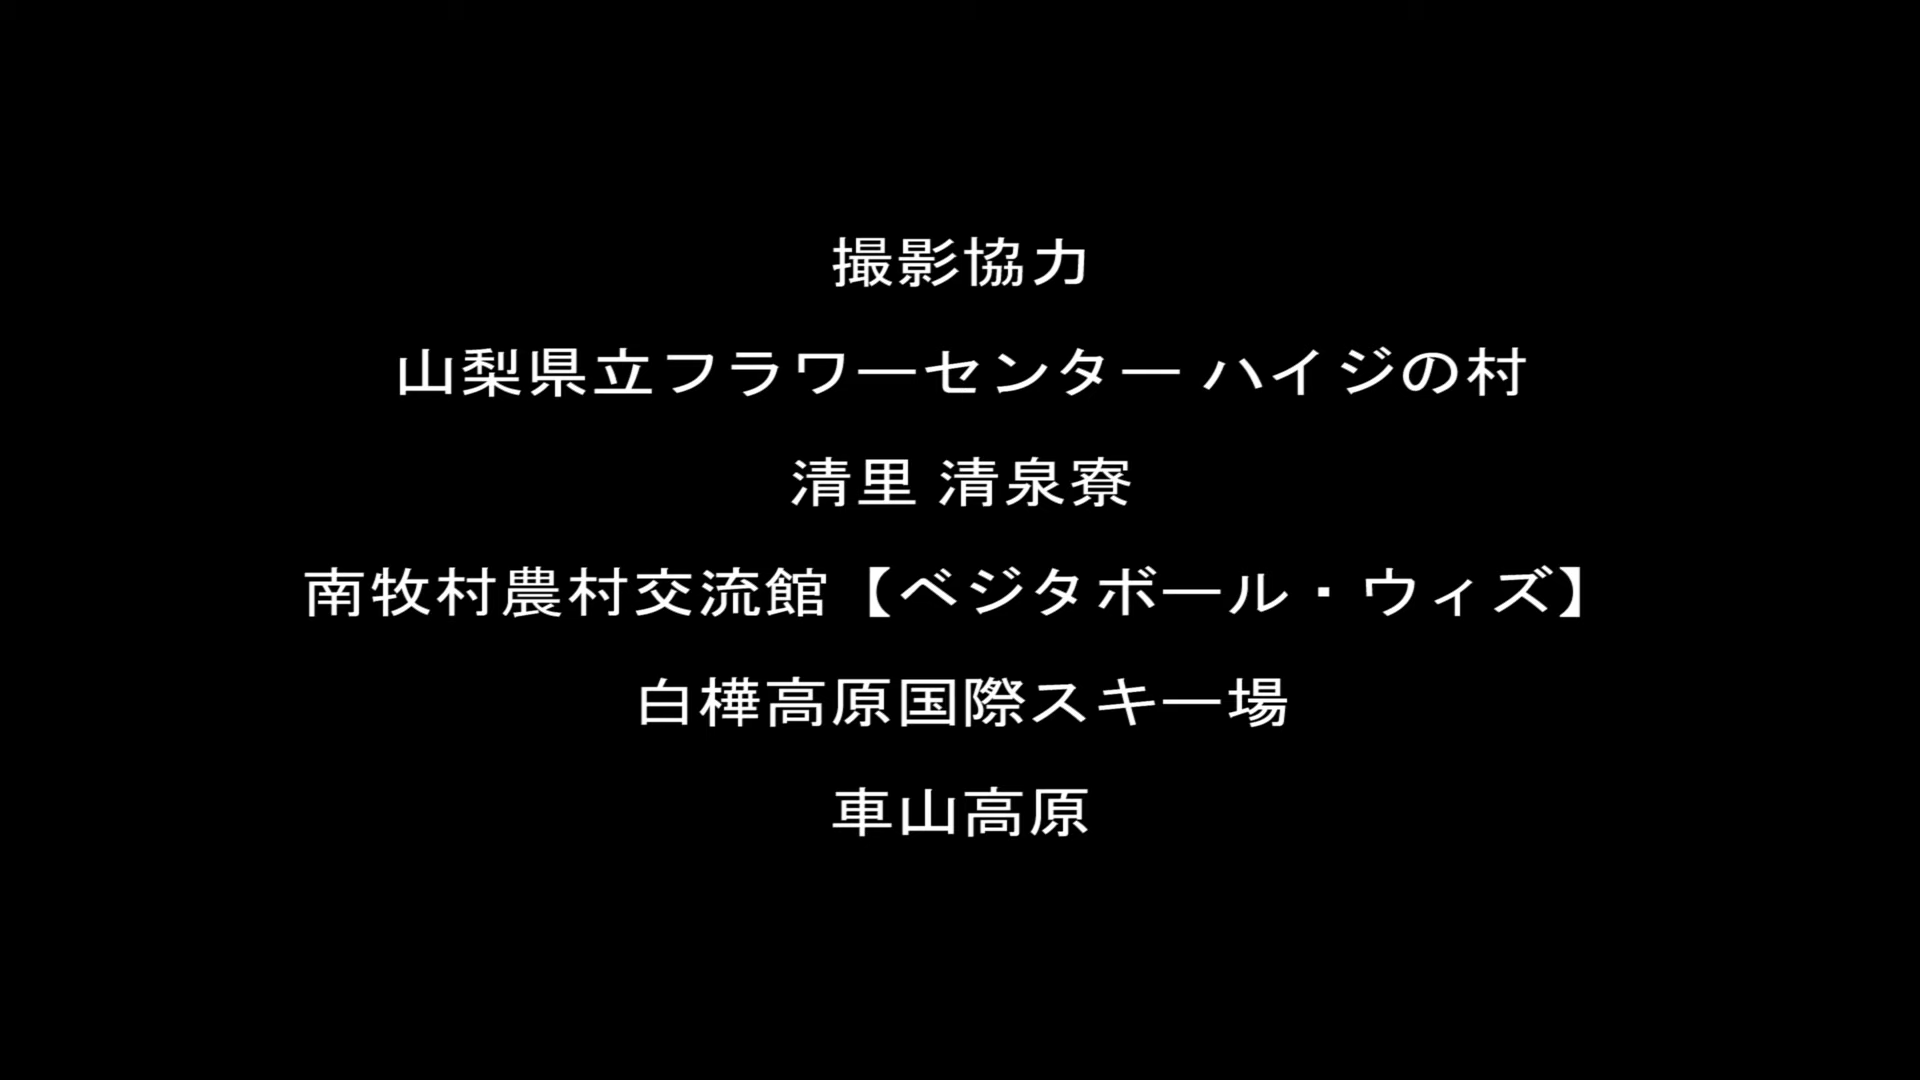 撮影協力
山梨県立フラワーセンター ハイジの村
清里 清泉寮
南牧村農村交流館【ベジタボール・ウィズ】
白樺高原国際スキー場
車山高原